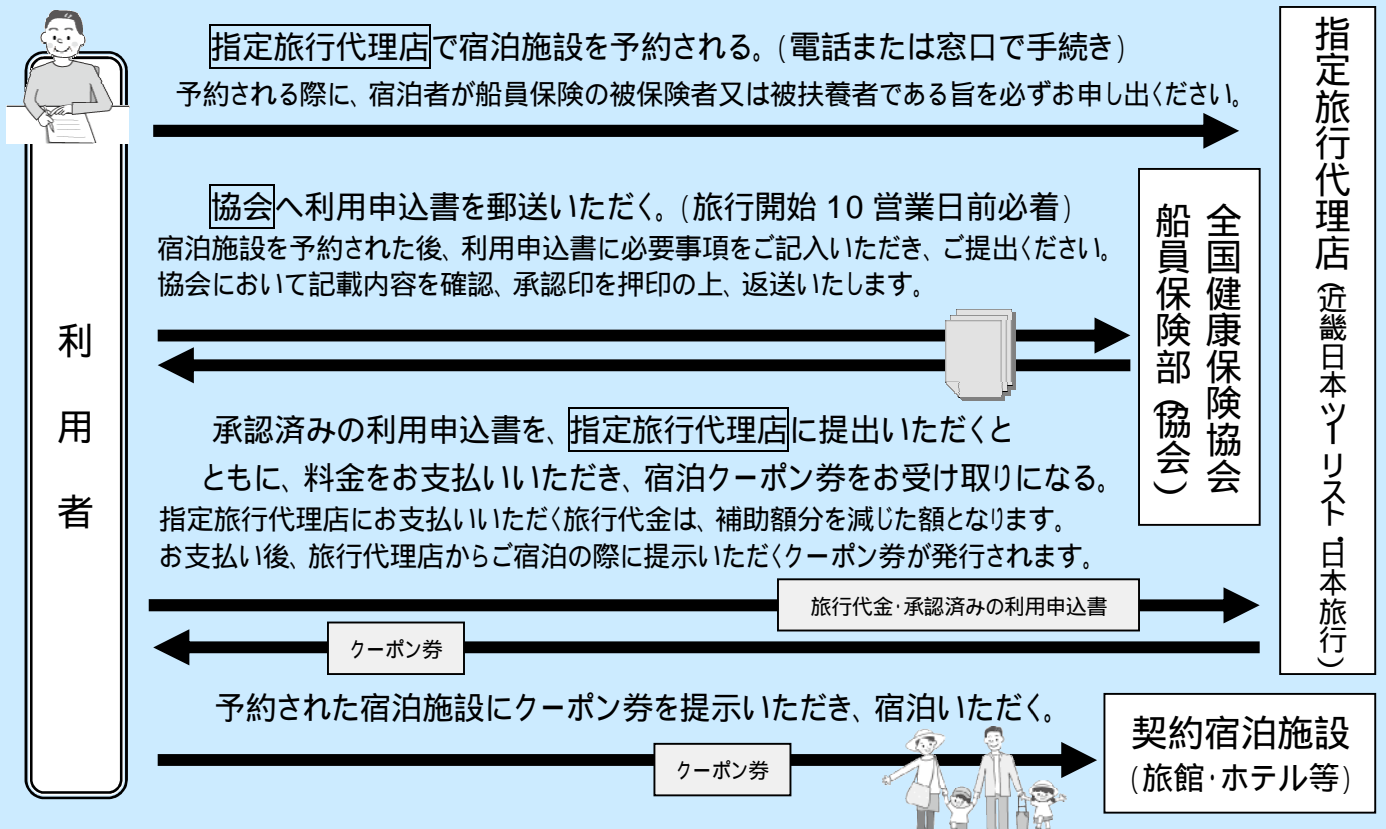 指定旅行代理店で宿泊施設を予約される。(電話または窓口で手続き)
予約される際に、宿泊者が船員保険の被保険者又は被扶養者である旨を必ずお申し出ください。
協会へ利用申込書を郵送いただく。(旅行開始 10 営業日前必着)
宿泊施設を予約された後、利用申込書に必要事項をご記入いただき、ご提出ください。
協会において記載内容を確認、承認印を押印の上、返送いたします。
承認済みの利用申込書を、指定旅行代理店に提出いただくと
ともに、料金をお支払いいただき、宿泊クーポン券をお受け取りになる。
指定旅行代理店にお支払いいただく旅行代金は、補助額分を減じた額となります。
お支払い後、旅行代理店からご宿泊の際に提示いただくクーポン券が発行されます。
旅行代金・承認済みの利用申込書
クーポン券
予約された宿泊施設にクーポン券を提示いただき、宿泊いただく。
クーポン券
利用者
全国健康保険協会
船員保険部(協会)
指定旅行代理店(近畿日本ツーリスト・日本旅行)
契約宿泊施設
(旅館・ホテル等)